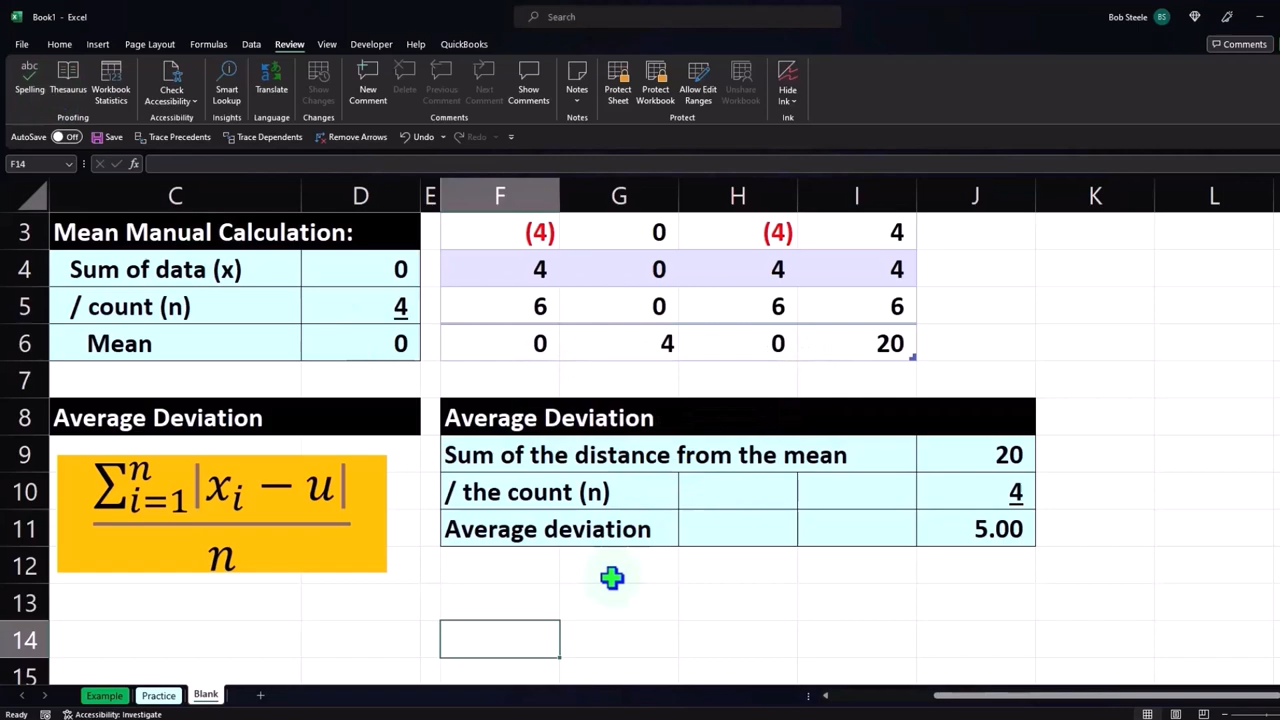 Book1 - Excel
Search
Bob Steele BS
File Home Insert Page Layout Formulas Data Review View Developer Help QuickBooks Comments
abc
Spelling Thesaurus Workbook Statistics Check Accessibility Smart Lookup Translate Show Changes New Comment Delete Previous Comment Next Comment Show Comments Notes Protect Sheet Protect Workbook Allow Edit Ranges Unshare Workbook Hide Ink
Proofing Accessibility Insights Language Changes Comments Notes Protect Ink
AutoSave Off Save Trace Precedents Trace Dependents Remove Arrows Undo Redo
F14 fx
C D E F G H I J K L
3 Mean Manual Calculation: (4) 0 (4) 4
4 Sum of data (x) 0 4 0 4 4
5 / count (n) 4 6 0 6 6
6 Mean 0 0 4 0 20
7
8 Average Deviation Average Deviation
9 Sum of the distance from the mean 20
10 / the count (n) 4
11 Average deviation 5.00
∑ⁿᵢ₌₁|xᵢ − u|
n
12
13
14
15
Example Practice Blank
Ready Accessibility: Investigate